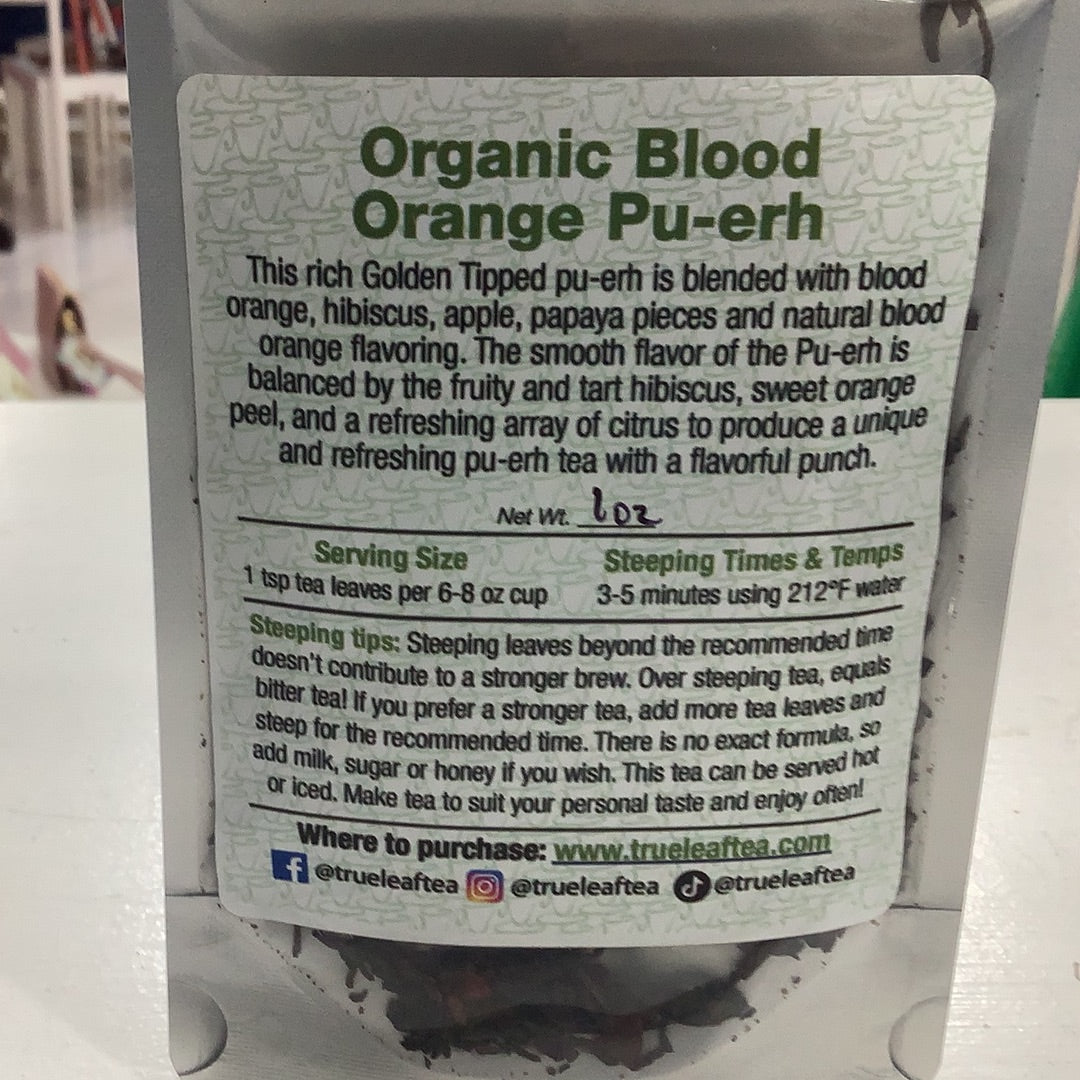 Organic Blood
Orange Pu-erh
This rich Golden Tipped pu-erh is blended with blood
orange, hibiscus, apple, papaya pieces and natural blood
orange flavoring. The smooth flavor of the Pu-erh is
balanced by the fruity and tart hibiscus, sweet orange
peel, and a refreshing array of citrus to produce a unique
and refreshing pu-erh tea with a flavorful punch.
Net Wt. 1oz
Serving Size
1 tsp tea leaves per 6-8 oz cup
Steeping Times & Temps
3-5 minutes using 212°F water
Steeping tips: Steeping leaves beyond the recommended time
doesn't contribute to a stronger brew. Over steeping tea, equals
bitter tea! If you prefer a stronger tea, add more tea leaves and
steep for the recommended time. There is no exact formula, so
add milk, sugar or honey if you wish. This tea can be served hot
or iced. Make tea to suit your personal taste and enjoy often!
Where to purchase: www.trueleaftea.com
@trueleaftea @trueleaftea @trueleaftea